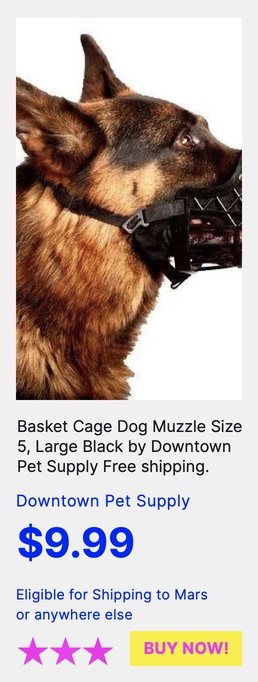 Basket Cage Dog Muzzle Size
5, Large Black by Downtown
Pet Supply Free shipping.
Downtown Pet Supply
$9.99
Eligible for Shipping to Mars
or anywhere else
BUY NOW!